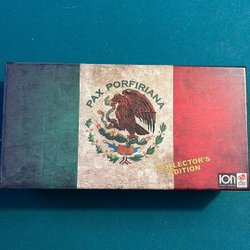 PAX PORFIRIANA
COLLECTOR'S
EDITION
ION